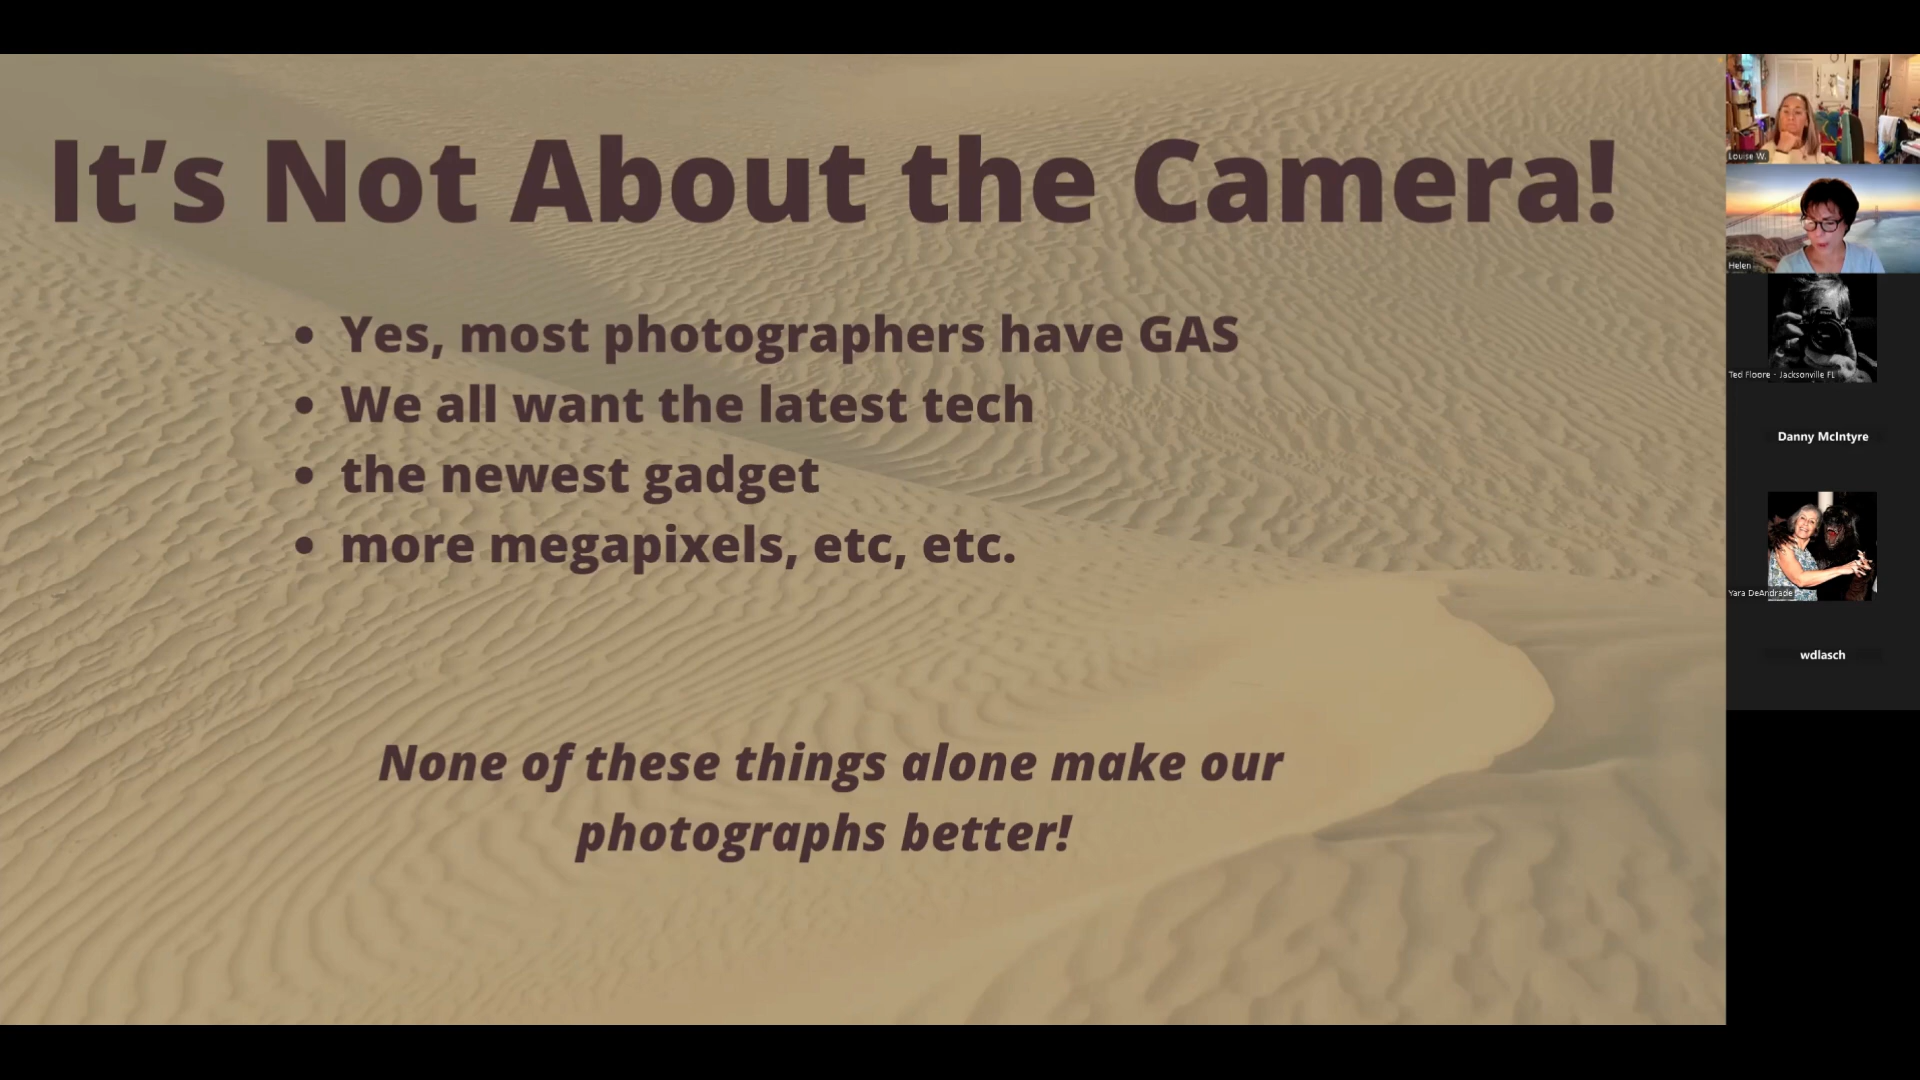 It’s Not About the Camera!
• Yes, most photographers have GAS
• We all want the latest tech
• the newest gadget
• more megapixels, etc, etc.
None of these things alone make our
photographs better!
Louise W.
Helen
Ted Floore - Jacksonville FL
Danny McIntyre
Yara DeAndrade
wdlasch